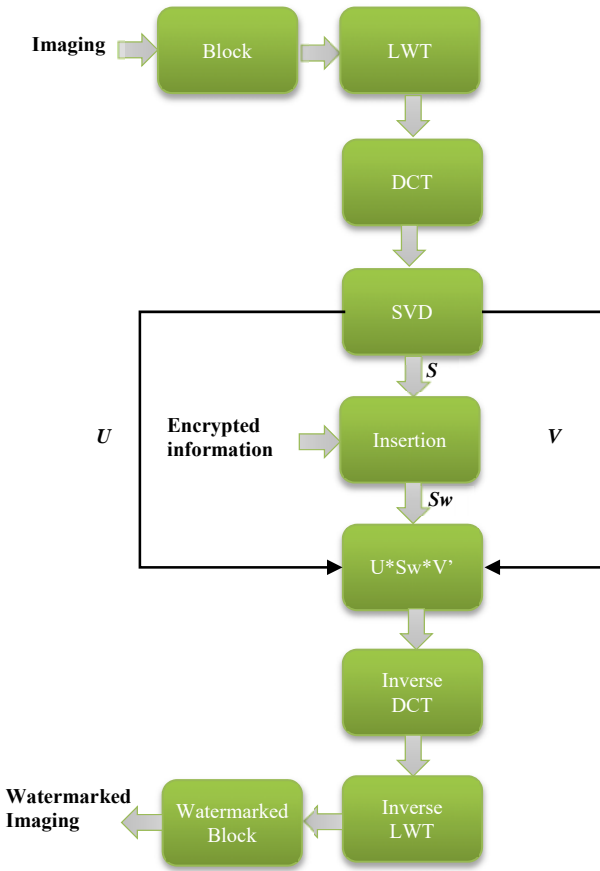 Imaging
Block
LWT
DCT
SVD
S
U
Encrypted
information
Insertion
V
Sw
U*Sw*V’
Inverse
DCT
Watermarked
Imaging
Watermarked
Block
Inverse
LWT